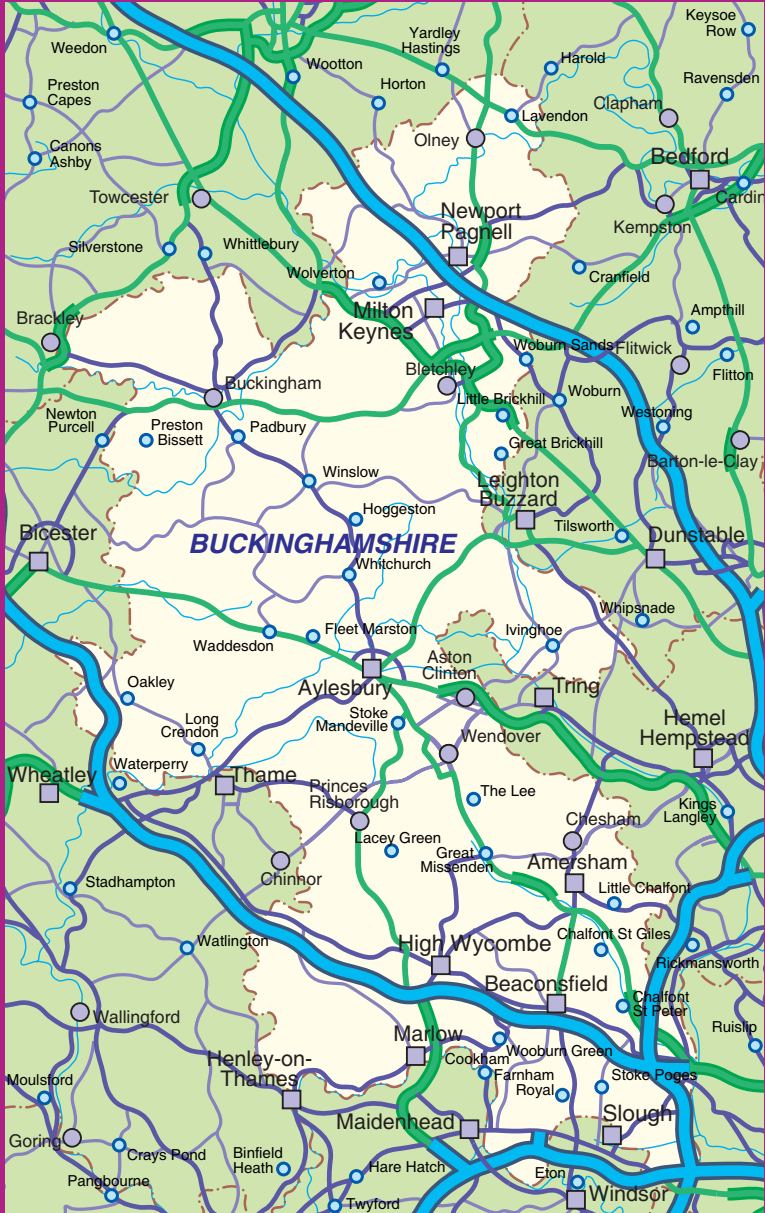 Keysoe
Row
Weedon
Yardley
Hastings
Wootton
Harold
Preston
Capes
Horton
Ravensden
Lavendon
Clapham
Olney
Canons
Ashby
Bedford
Towcester
Cardin
Newport
Pagnell
Kempston
Silverstone
Whittlebury
Wolverton
Cranfield
Milton
Keynes
Ampthill
Brackley
Woburn Sands
Flitwick
Bletchley
Flitton
Buckingham
Little Brickhill
Woburn
Newton
Purcell
Preston
Bissett
Padbury
Westoning
Great Brickhill
Barton-le-Clay
Winslow
Leighton
Buzzard
Hoggeston
Bicester
Tilsworth
Dunstable
BUCKINGHAMSHIRE
Whitchurch
Whipsnade
Waddesdon
Fleet Marston
Ivinghoe
Aston
Clinton
Oakley
Aylesbury
Tring
Long
Crendon
Stoke
Mandeville
Hemel
Hempstead
Wendover
Wheatley
Waterperry
Thame
Princes
Risborough
The Lee
Kings
Langley
Chesham
Lacey Green
Great
Missenden
Chinnor
Amersham
Stadhampton
Little Chalfont
Watlington
High Wycombe
Chalfont St Giles
Rickmansworth
Beaconsfield
Chalfont
St Peter
Wallingford
Ruislip
Marlow
Wooburn Green
Henley-on-
Thames
Cookham
Farnham
Royal
Stoke Poges
Moulsford
Maidenhead
Slough
Goring
Crays Pond
Binfield
Heath
Hare Hatch
Eton
Pangbourne
Windsor
Twyford